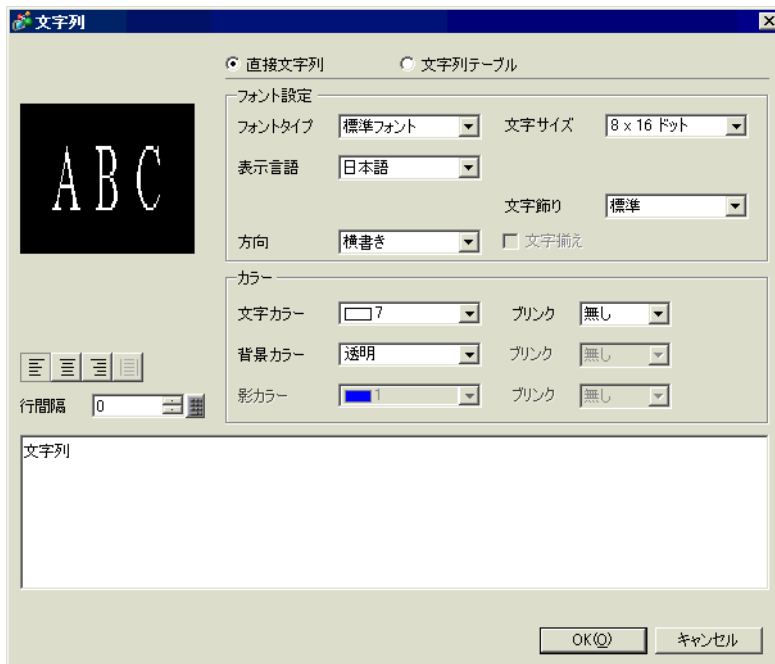 文字列
直接文字列 文字列テーブル
フォント設定
フォントタイプ 標準フォント 文字サイズ 8 x 16 ドット
ABC
表示言語 日本語
文字飾り 標準
方向 横書き 文字揃え
カラー
文字カラー 7 ブリンク 無し
背景カラー 透明 ブリンク 無し
影カラー 1 ブリンク 無し
行間隔 0
文字列
OK(O) キャンセル